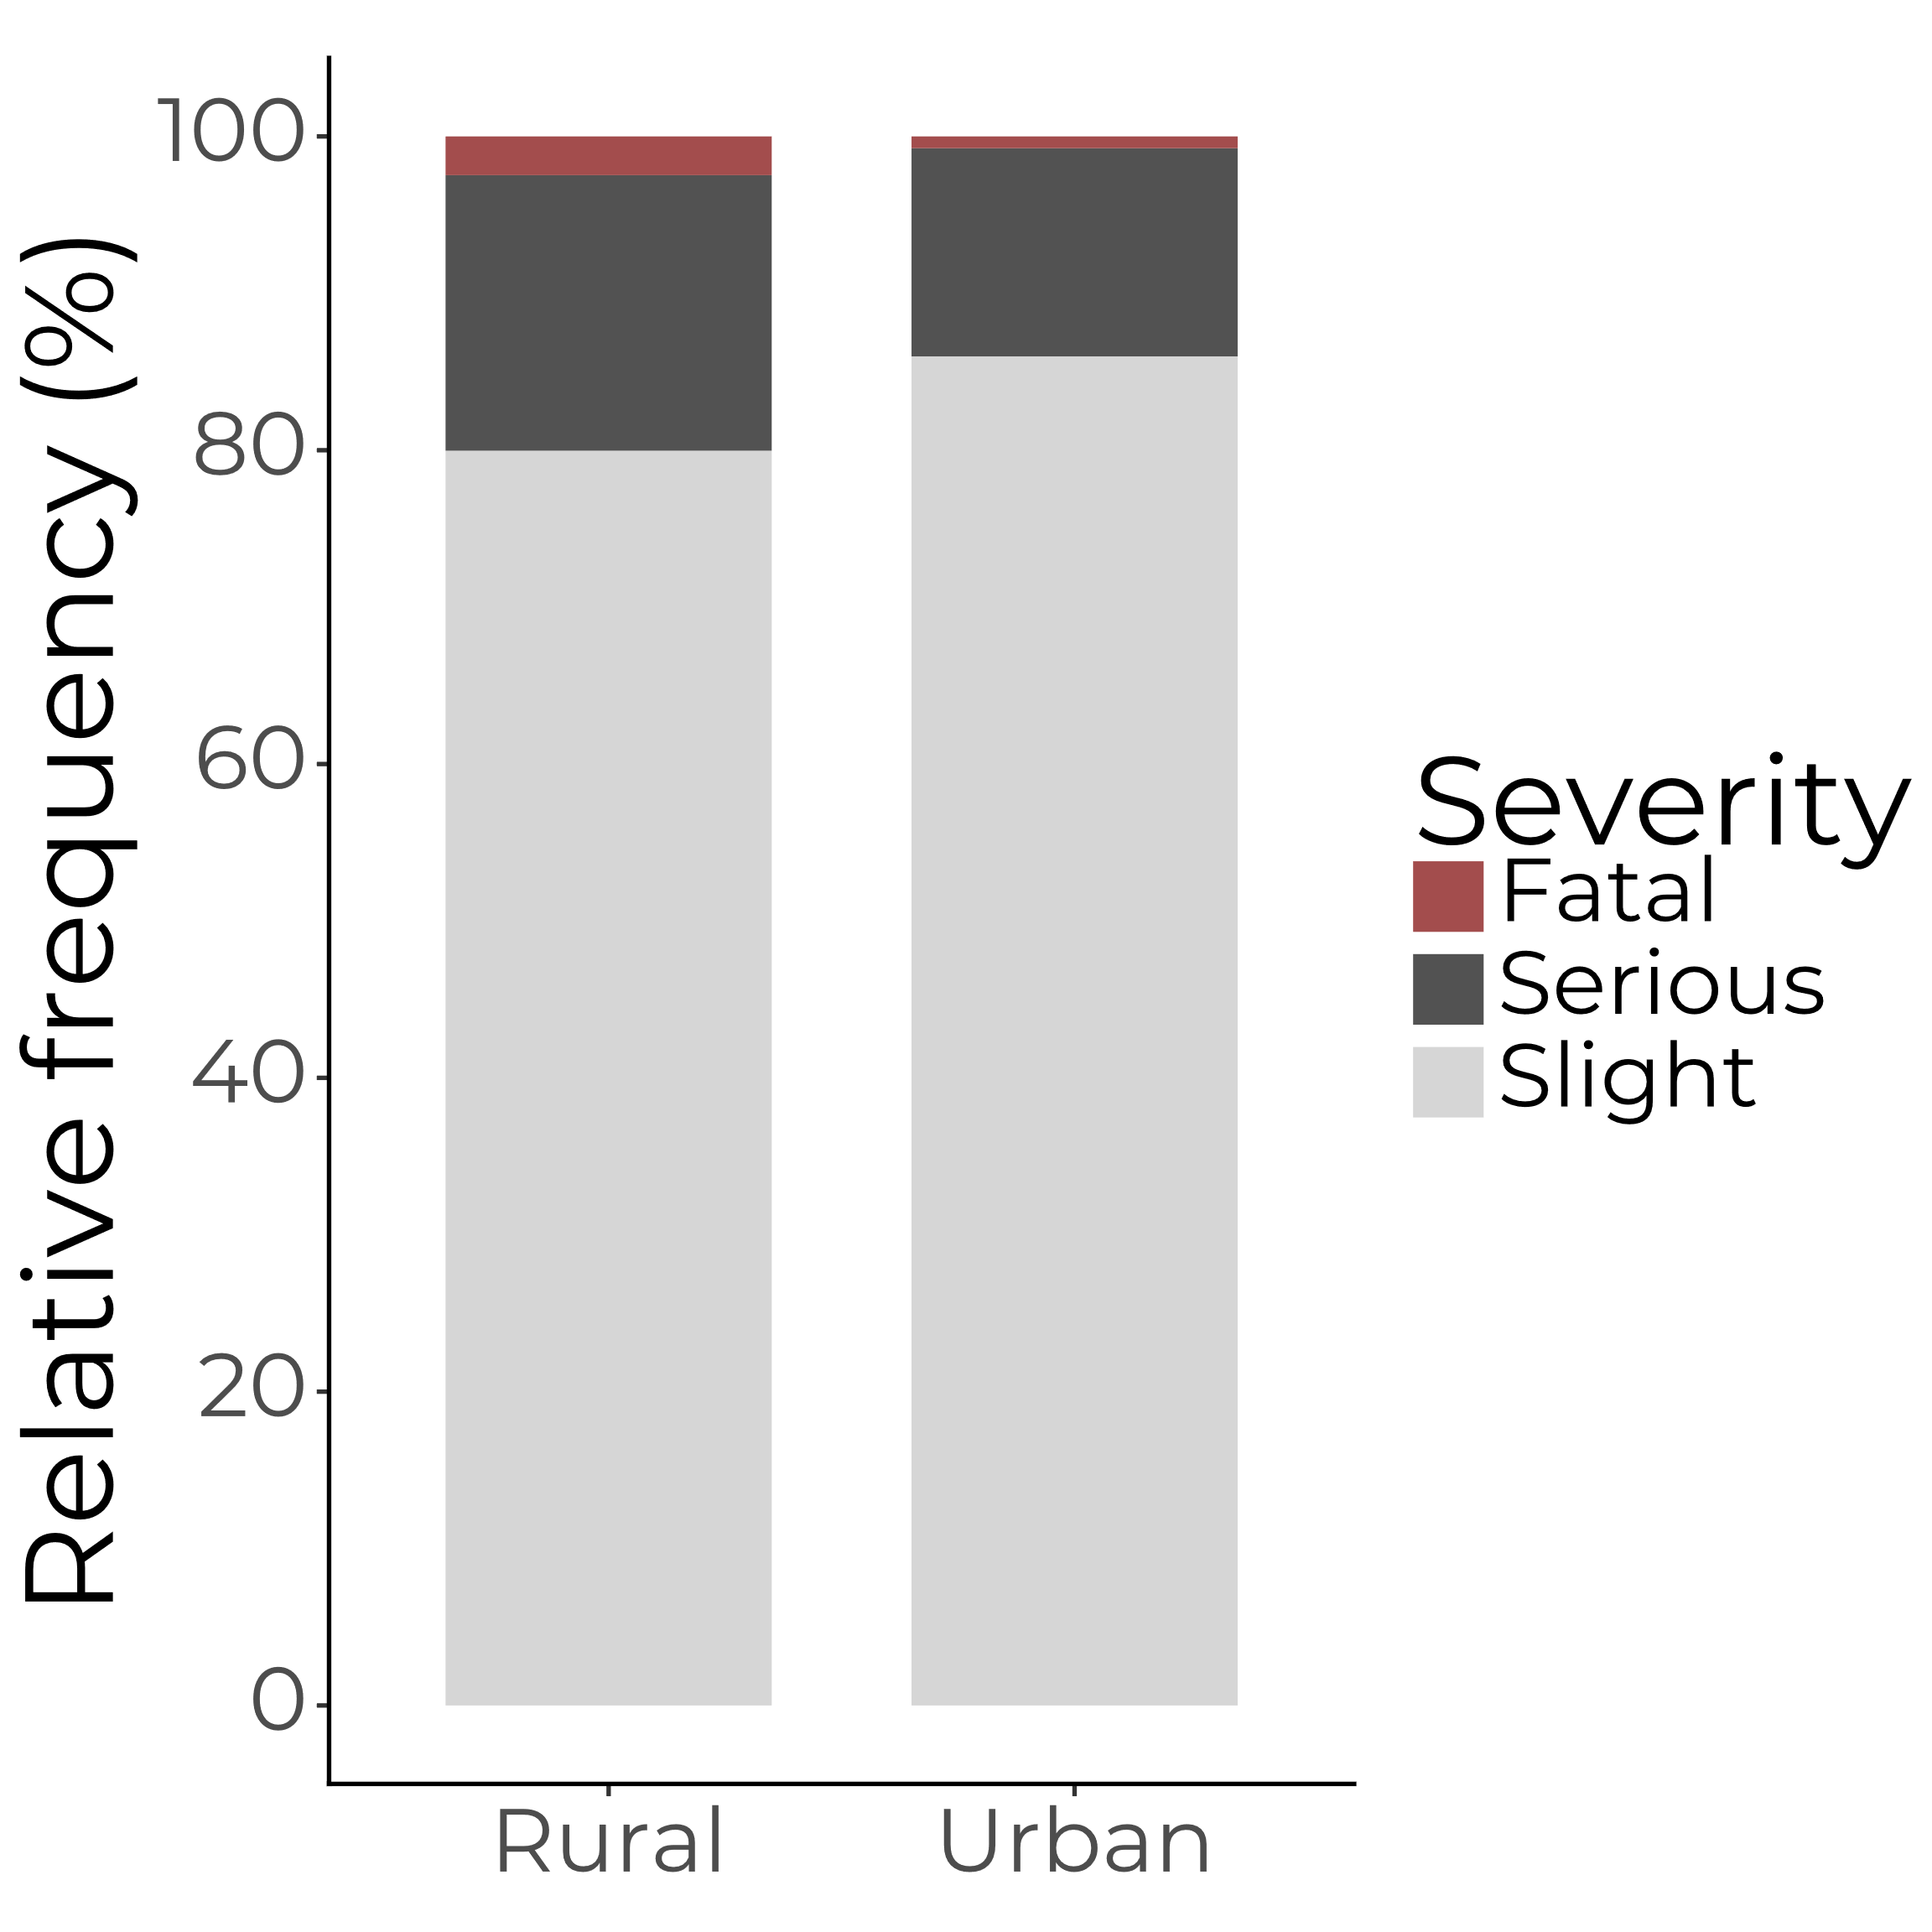 Relative frequency (%)
100
80
60
40
20
0
Rural
Urban
Severity
Fatal
Serious
Slight